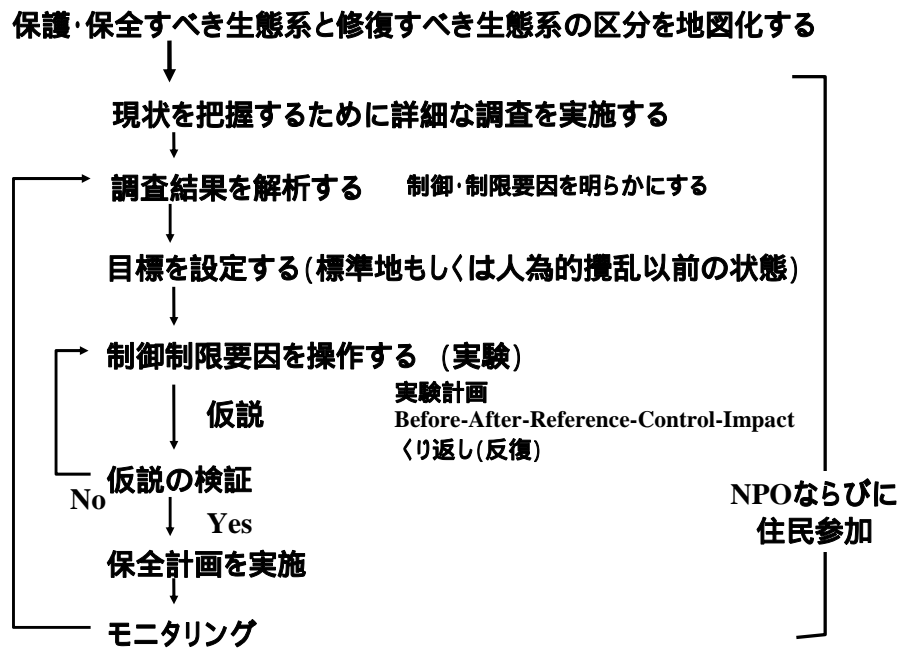 保護･保全すべき生態系と修復すべき生態系の区分を地図化する
現状を把握するために詳細な調査を実施する
調査結果を解析する 制御･制限要因を明らかにする
目標を設定する(標準地もしくは人為的攪乱以前の状態)
制御制限要因を操作する (実験)
仮説
実験計画
Before-After-Reference-Control-Impact
くり返し(反復)
仮説の検証
No
Yes
保全計画を実施
モニタリング
NPOならびに
住民参加